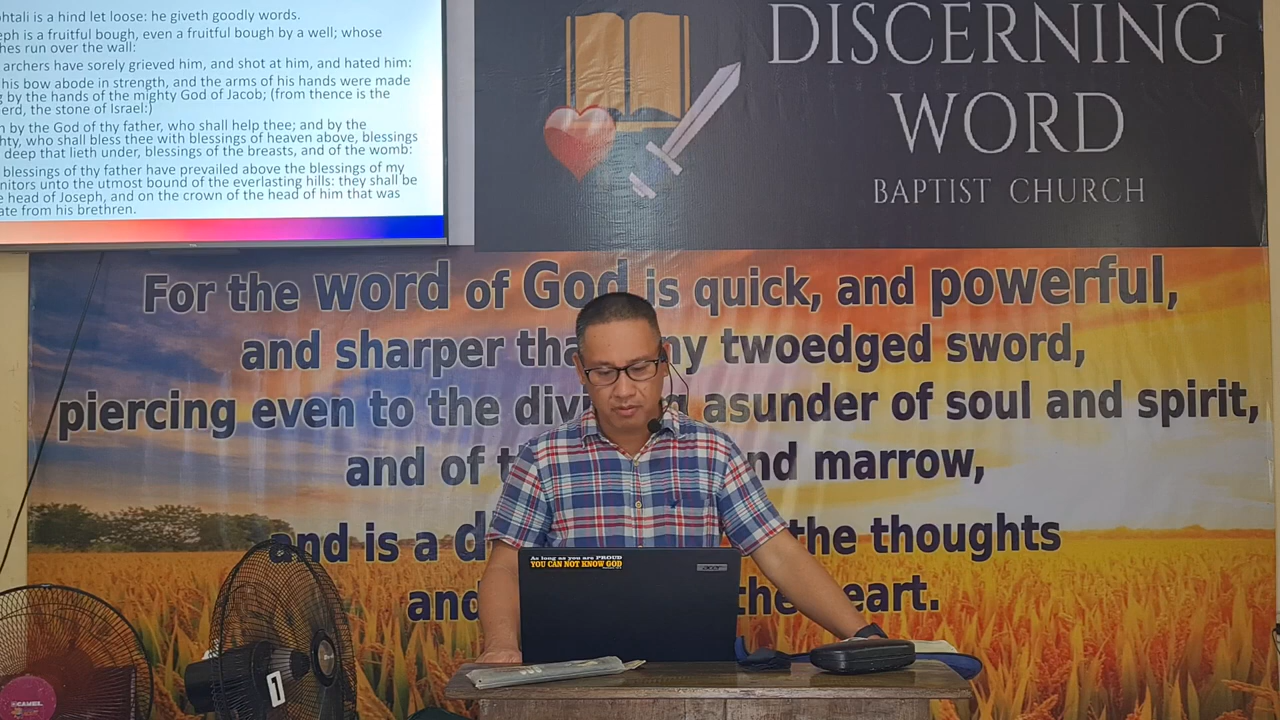 htali is a hind let loose: he giveth goodly words.
eph is a fruitful bough, even a fruitful bough by a well; whose
hes run over the wall:
archers have sorely grieved him, and shot at him, and hated him:
his bow abode in strength, and the arms of his hands were made
g by the hands of the mighty God of Jacob; (from thence is the
erd, the stone of Israel:)
n by the God of thy father, who shall help thee; and by the
hty, who shall bless thee with blessings of heaven above, blessings
deep that lieth under, blessings of the breasts, and of the womb:
blessings of thy father have prevailed above the blessings of my
nitors unto the utmost bound of the everlasting hills: they shall be
e head of Joseph, and on the crown of the head of him that was
ate from his brethren.
DISCERNING
WORD
BAPTIST CHURCH
For the word of God is quick, and powerful,
and sharper tha ny twoedged sword,
piercing even to the divi g asunder of soul and spirit,
and of t nd marrow,
and is a d the thoughts
and the heart.
As long as you are PROUD
YOU CAN NOT KNOW GOD
1
CAMEL